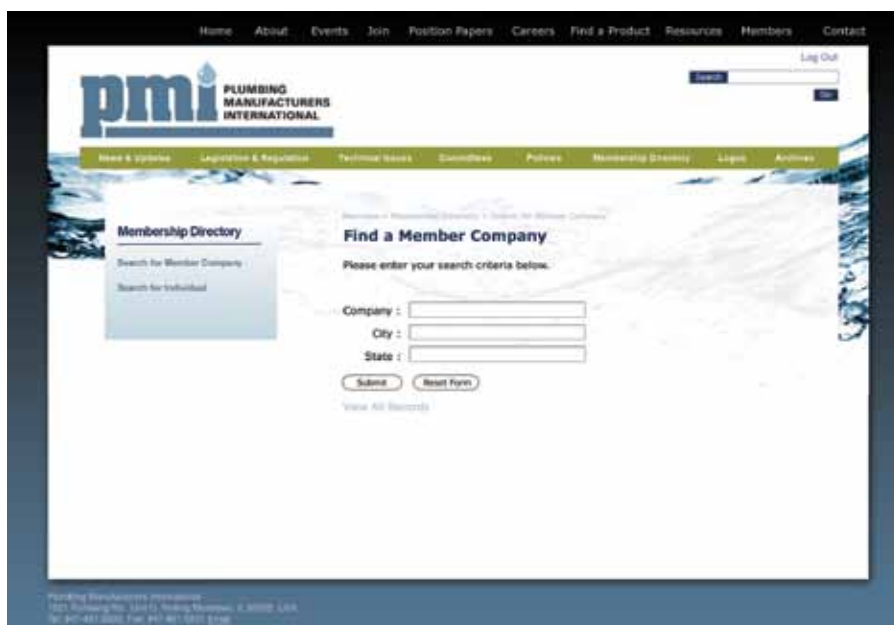 Home About Events Join Position Papers Careers Find a Product Resources Members Contact
Log Out
Search
Go
pmi PLUMBING
MANUFACTURERS
INTERNATIONAL
News & Updates Legislation & Regulation Technical Issues Committees Policies Membership Directory Logos Archives
Membership Directory
Search for Member Company
Search for Individual
Find a Member Company
Please enter your search criteria below.
Company :
City :
State :
Submit Reset Form
View All Records
Plumbing Manufacturers International